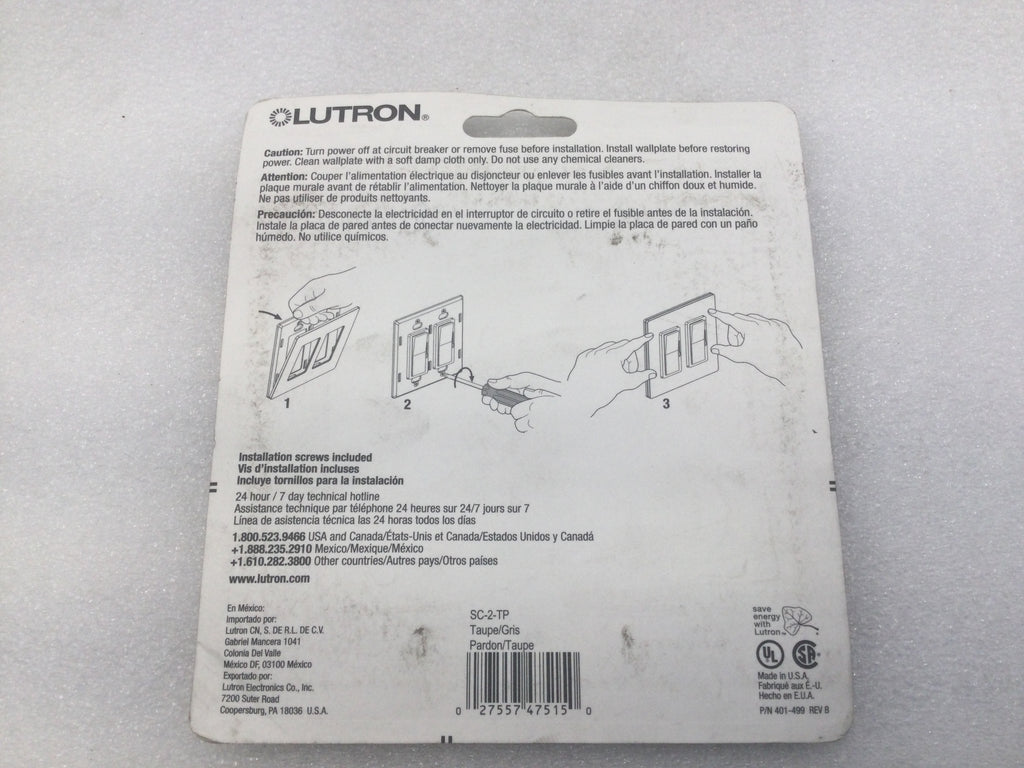 LUTRON®
Caution: Turn power off at circuit breaker or remove fuse before installation. Install wallplate before restoring
power. Clean wallplate with a soft damp cloth only. Do not use any chemical cleaners.
Attention: Couper l'alimentation électrique au disjoncteur ou enlever les fusibles avant l'installation. Installer la
plaque murale avant de rétablir l'alimentation. Nettoyer la plaque murale à l'aide d'un chiffon doux et humide.
Ne pas utiliser de produits nettoyants.
Precaución: Desconecte la electricidad en el interruptor de circuito o retire el fusible antes de la instalación.
Instale la placa de pared antes de conectar nuevamente la electricidad. Limpie la placa de pared con un paño
húmedo. No utilice químicos.
1
2
3
Installation screws included
Vis d'installation incluses
Incluye tornillos para la instalación
24 hour / 7 day technical hotline
Assistance technique par téléphone 24 heures sur 24/7 jours sur 7
Línea de asistencia técnica las 24 horas todos los días
1.800.523.9466 USA and Canada/États-Unis et Canada/Estados Unidos y Canadá
+1.888.235.2910 Mexico/Mexique/México
+1.610.282.3800 Other countries/Autres pays/Otros países
www.lutron.com
En México:
Importado por:
Lutron CN, S. DE R.L. DE C.V.
Gabriel Mancera 1041
Colonia Del Valle
México DF, 03100 México
Exportado por:
Lutron Electronics Co., Inc.
7200 Suter Road
Coopersburg, PA 18036 U.S.A.
SC-2-TP
Taupe/Gris
Pardon/Taupe
0 27557 47515 0
save
energy
with
Lutron
UL
SA
Made in U.S.A.
Fabriqué aux É.-U.
Hecho en E.U.A.
P/N 401-499 REV B